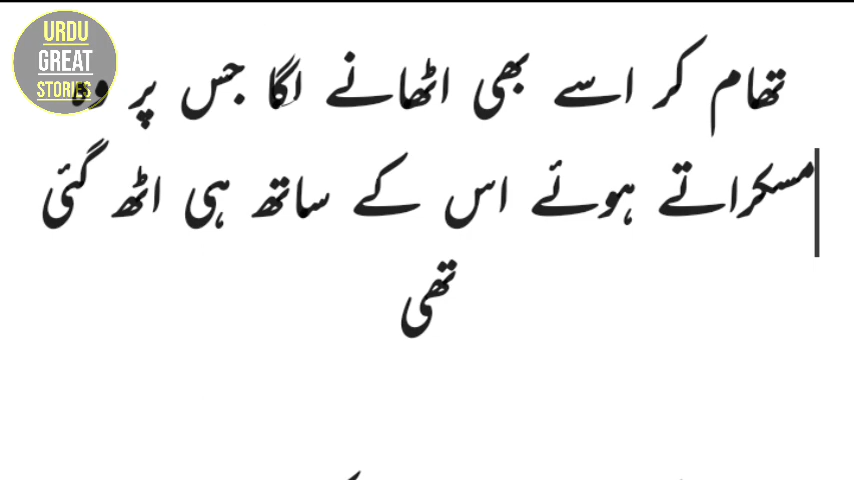 URDU
GREAT
STORIES
تھام کر اسے بھی اٹھانے لگا جس پر وہ
مسکراتے ہوئے اس کے ساتھ ہی اٹھ گئی
تھی